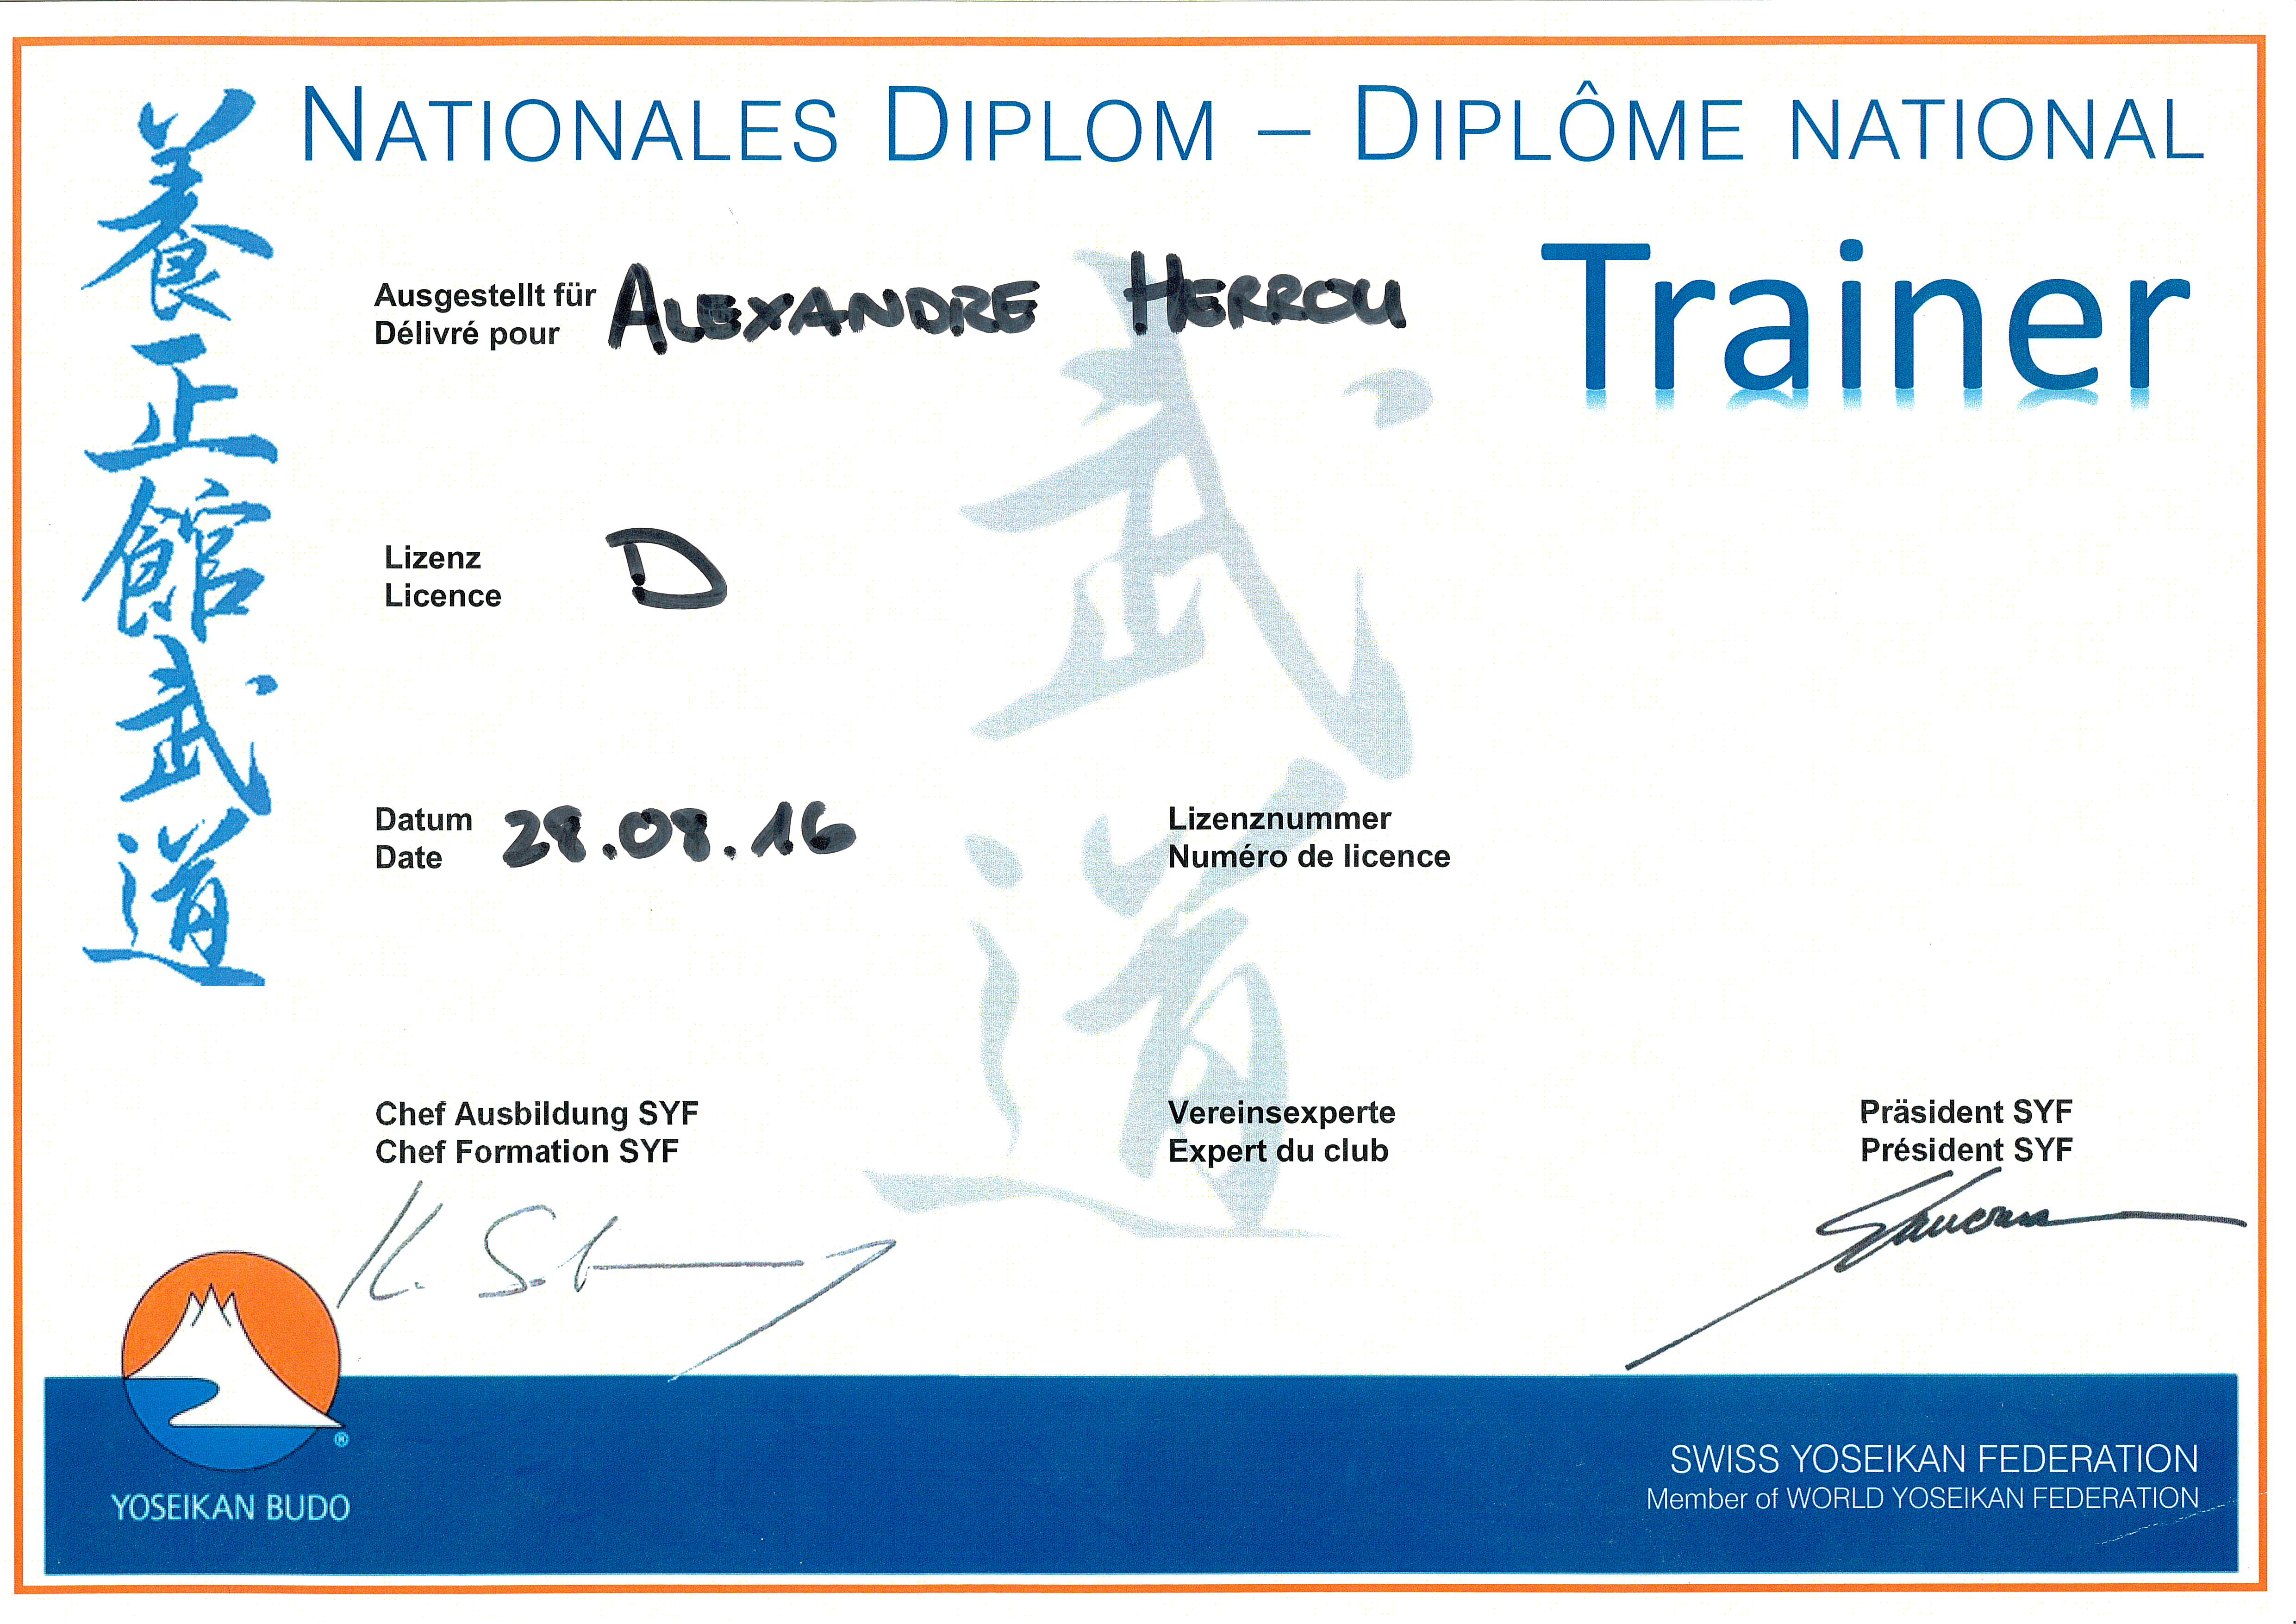 NATIONALES DIPLOM – DIPLÔME NATIONAL
養正館武道
Trainer
Ausgestellt für
Délivré pour
ALEXANDRE HERROU
武道
Lizenz
Licence
D
Datum
Date
28.08.16
Lizenznummer
Numéro de licence
Chef Ausbildung SYF
Chef Formation SYF
Vereinsexperte
Expert du club
Präsident SYF
Président SYF
K.
®
YOSEIKAN BUDO
SWISS YOSEIKAN FEDERATION
Member of WORLD YOSEIKAN FEDERATION